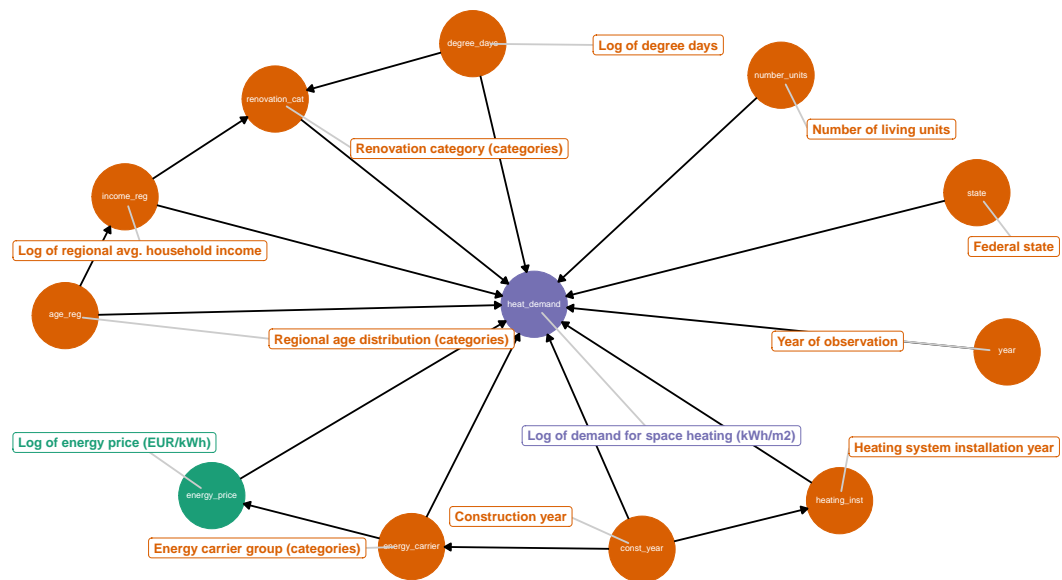 degree_days
Log of degree days
number_units
renovation_cat
Number of living units
Renovation category (categories)
income_reg
state
Log of regional avg. household income
Federal state
heat_demand
age_reg
Regional age distribution (categories)
Year of observation
year
Log of energy price (EUR/kWh)
Log of demand for space heating (kWh/m2)
Heating system installation year
energy_price
heating_inst
Construction year
Energy carrier group (categories)
energy_carrier
const_year